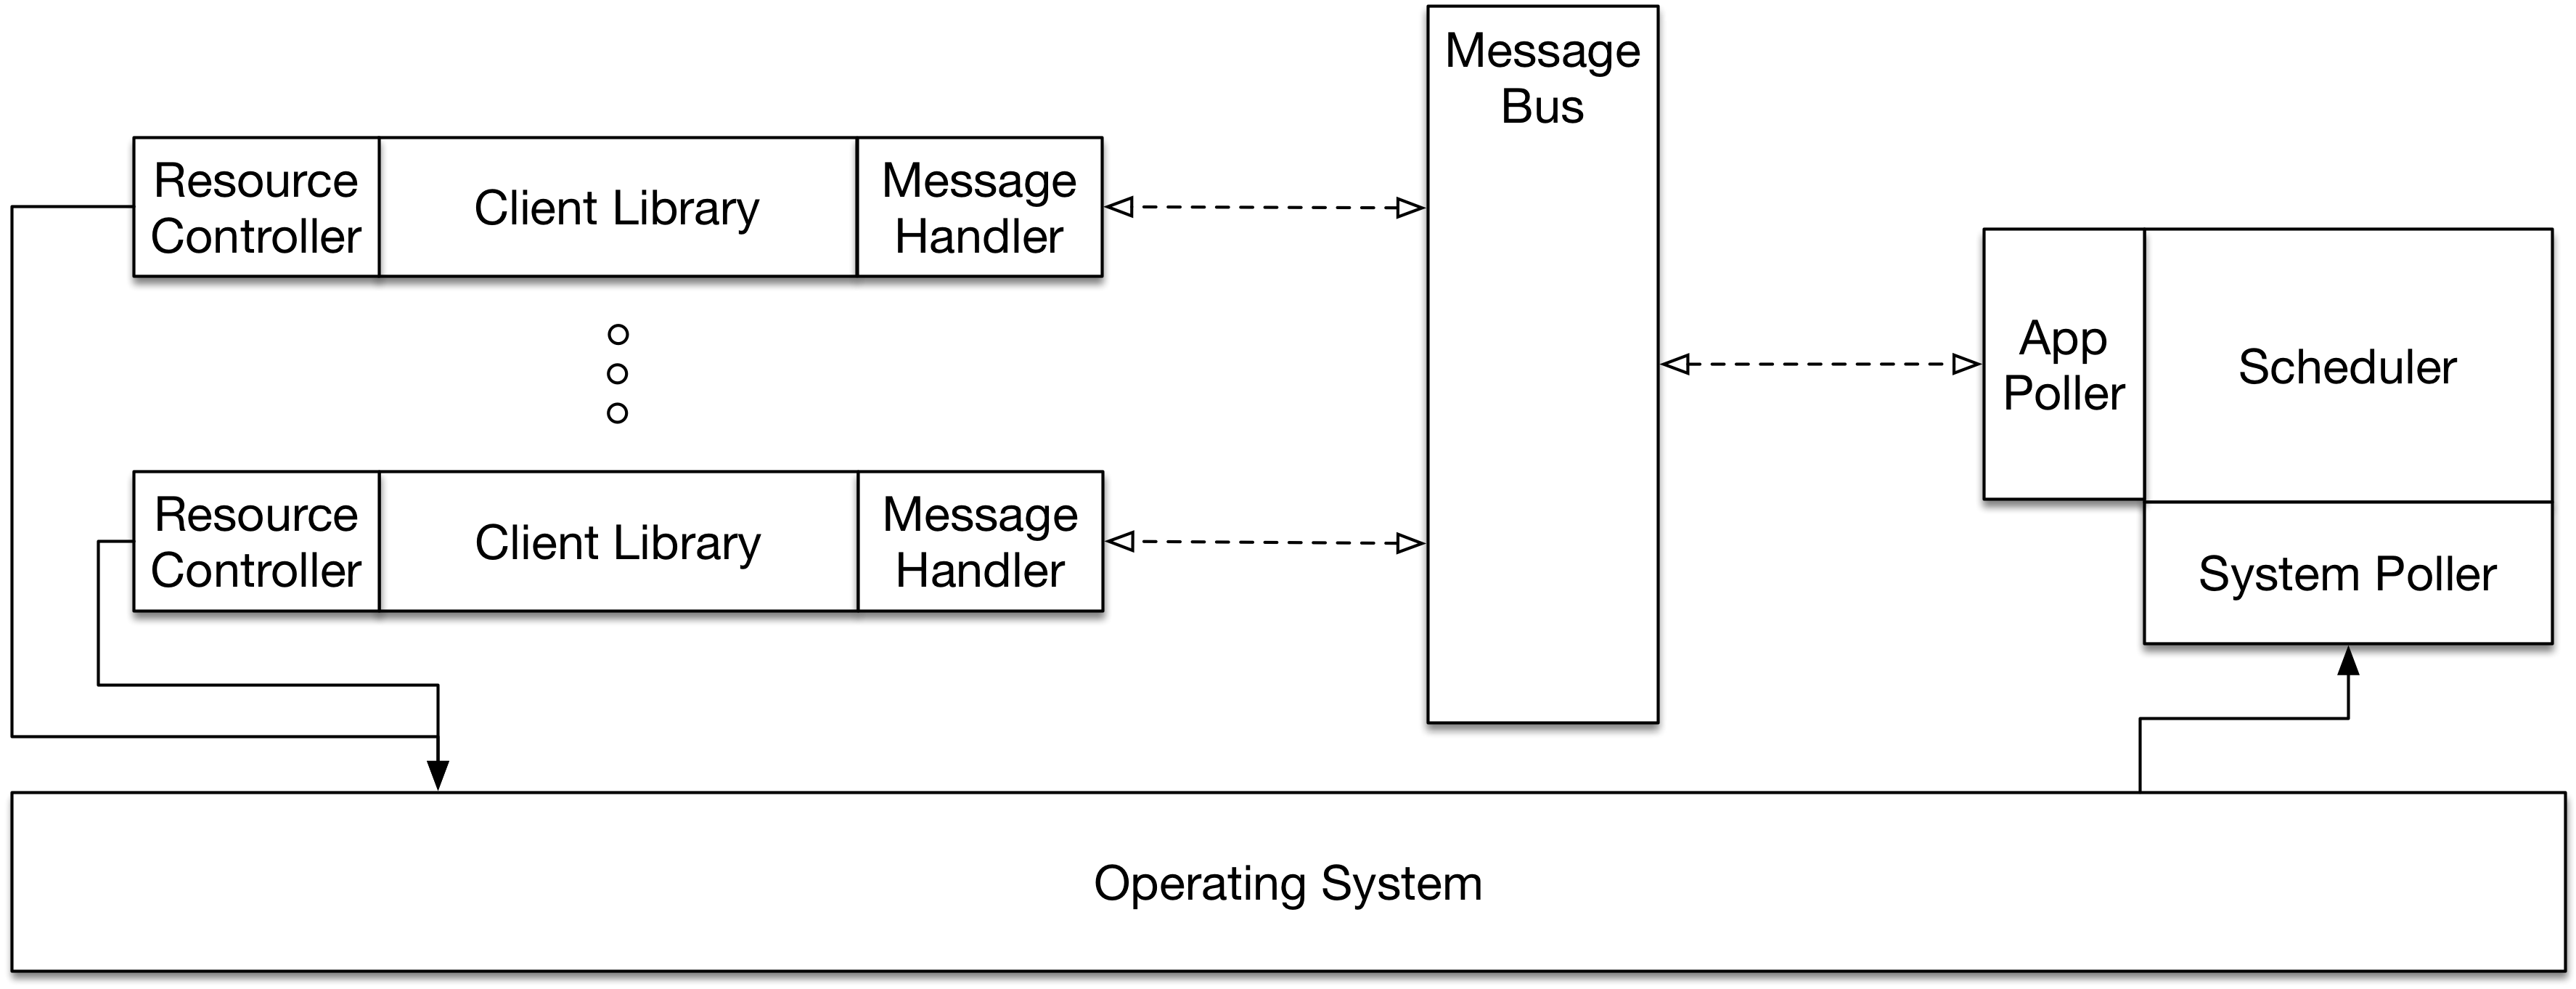 Message
Bus
Resource
Controller
Client Library
Message
Handler
App
Poller
Scheduler
Resource
Controller
Client Library
Message
Handler
System Poller
Operating System